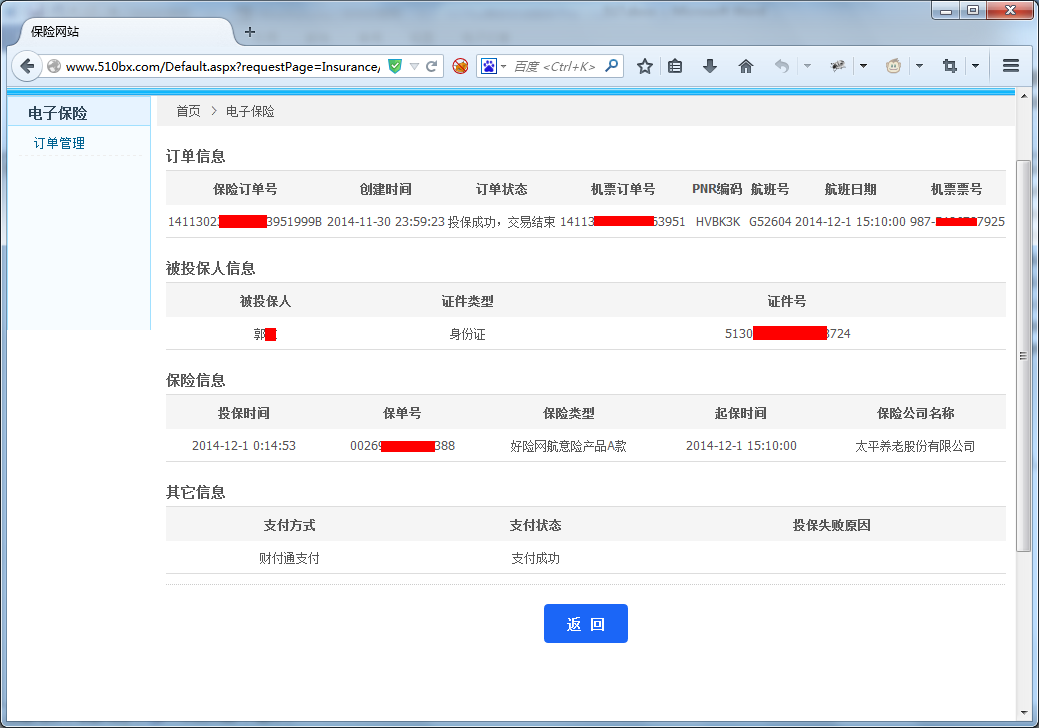 保险网站
www.510bx.com/Default.aspx?requestPage=Insurance,
百度 <Ctrl+K>
电子保险
订单管理
首页 > 电子保险
订单信息
保险订单号 创建时间 订单状态 机票订单号 PNR编码 航班号 航班日期 机票票号
1411302 3951999B 2014-11-30 23:59:23 投保成功，交易结束 14113 63951 HVBK3K G52604 2014-12-1 15:10:00 987- 7925
被投保人信息
被投保人 证件类型 证件号
郭 身份证 5130 3724
保险信息
投保时间 保单号 保险类型 起保时间 保险公司名称
2014-12-1 0:14:53 00269 388 好险网航意险产品A款 2014-12-1 15:10:00 太平养老股份有限公司
其它信息
支付方式 支付状态 投保失败原因
财付通支付 支付成功
返 回